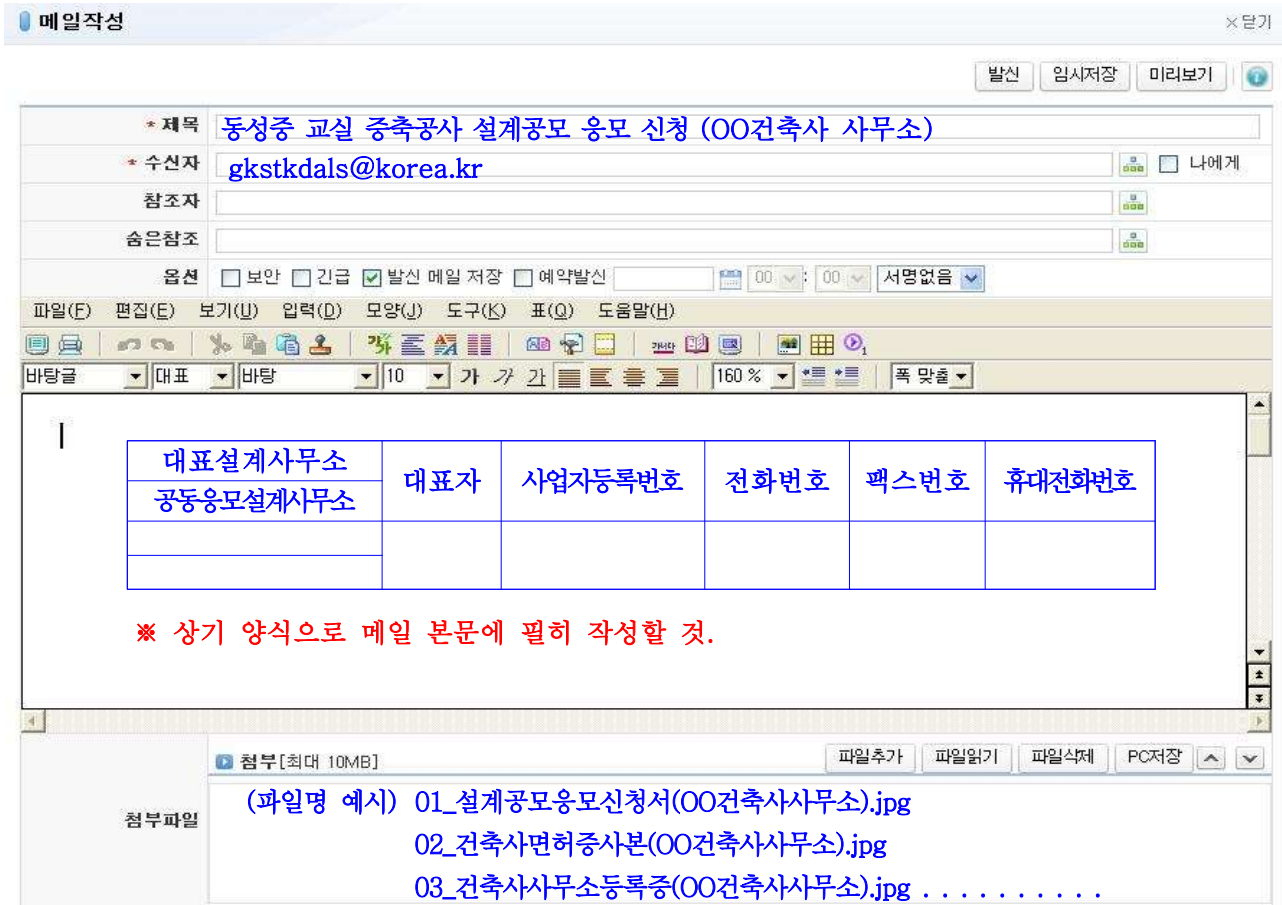 메일작성 ×닫기
발신 임시저장 미리보기
* 제목 동성중 교실 증축공사 설계공모 응모 신청 (OO건축사 사무소)
* 수신자 gkstkdals@korea.kr 나에게
참조자
숨은참조
옵션 보안 긴급 발신 메일 저장 예약발신 00 : 00 서명없음
파일(F) 편집(E) 보기(U) 입력(D) 모양(J) 도구(K) 표(Q) 도움말(H)
바탕글 대표 바탕 10 가 가 가 160 % 폭 맞춤
대표설계사무소 대표자 사업자등록번호 전화번호 팩스번호 휴대전화번호
공동응모설계사무소
※ 상기 양식으로 메일 본문에 필히 작성할 것.
첨부[최대 10MB] 파일추가 파일읽기 파일삭제 PC저장
첨부파일
(파일명 예시) 01_설계공모응모신청서(OO건축사사무소).jpg
02_건축사면허증사본(OO건축사사무소).jpg
03_건축사사무소등록증(OO건축사사무소).jpg . . . . . . . . . .